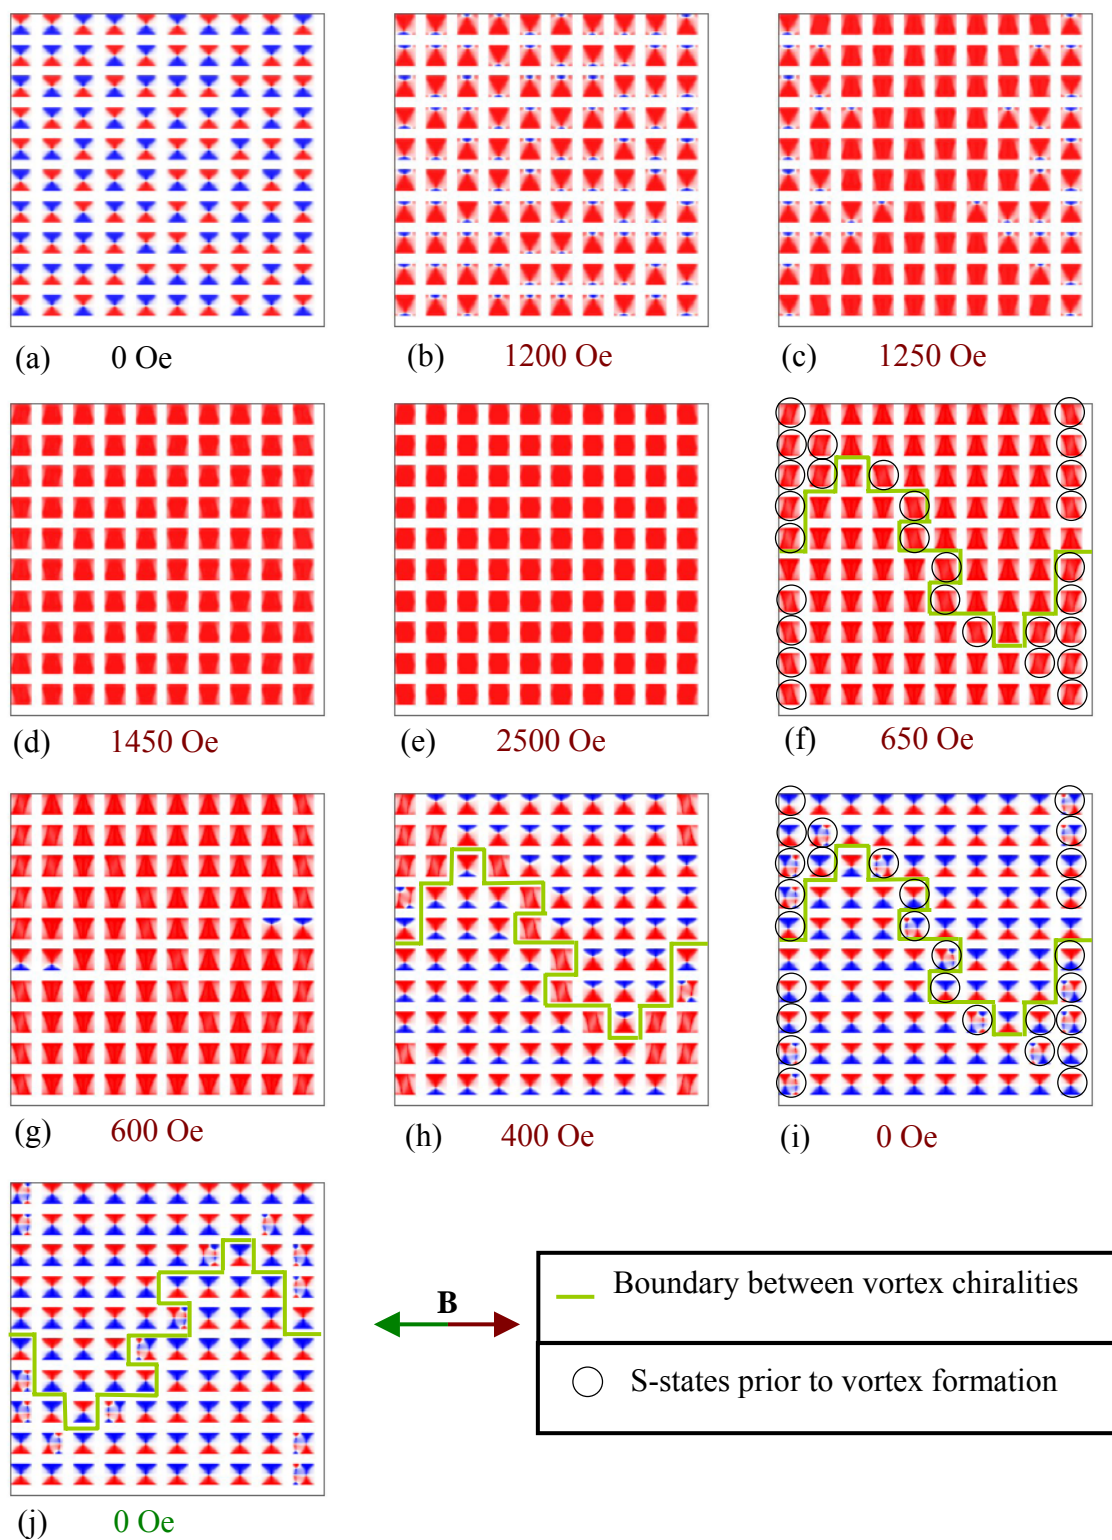 (a) 0 Oe
(b) 1200 Oe
(c) 1250 Oe
(d) 1450 Oe
(e) 2500 Oe
(f) 650 Oe
(g) 600 Oe
(h) 400 Oe
(i) 0 Oe
(j) 0 Oe
B
Boundary between vortex chiralities
S-states prior to vortex formation